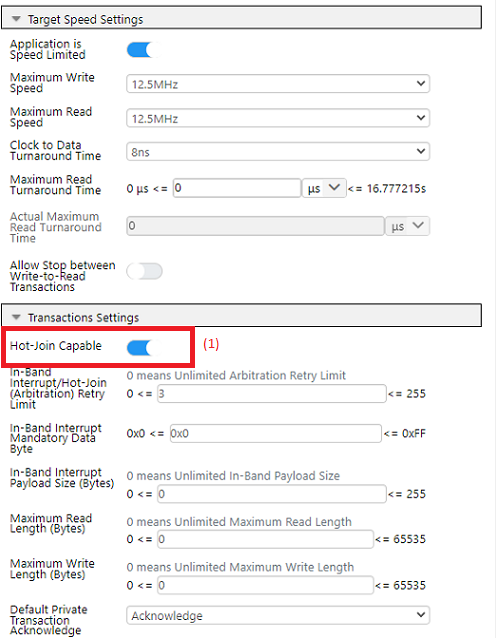 Target Speed Settings
Application is
Speed Limited
Maximum Write
Speed
12.5MHz
Maximum Read
Speed
12.5MHz
Clock to Data
Turnaround Time
8ns
Maximum Read
Turnaround Time
0 µs <= 0 µs <= 16.777215s
Actual Maximum
Read Turnaround
Time
0 µs
Allow Stop between
Write-to-Read
Transactions
Transactions Settings
Hot-Join Capable (1)
In-Band
Interrupt/Hot-Join
(Arbitration) Retry
Limit
0 means Unlimited Arbitration Retry Limit
0 <= 3 <= 255
In-Band Interrupt
Mandatory Data
Byte
0x0 <= 0x0 <= 0xFF
In-Band Interrupt
Payload Size (Bytes)
0 means Unlimited In-Band Payload Size
0 <= 0 <= 255
Maximum Read
Length (Bytes)
0 means Unlimited Maximum Read Length
0 <= 0 <= 65535
Maximum Write
Length (Bytes)
0 means Unlimited Maximum Write Length
0 <= 0 <= 65535
Default Private
Transaction
Acknowledge
Acknowledge